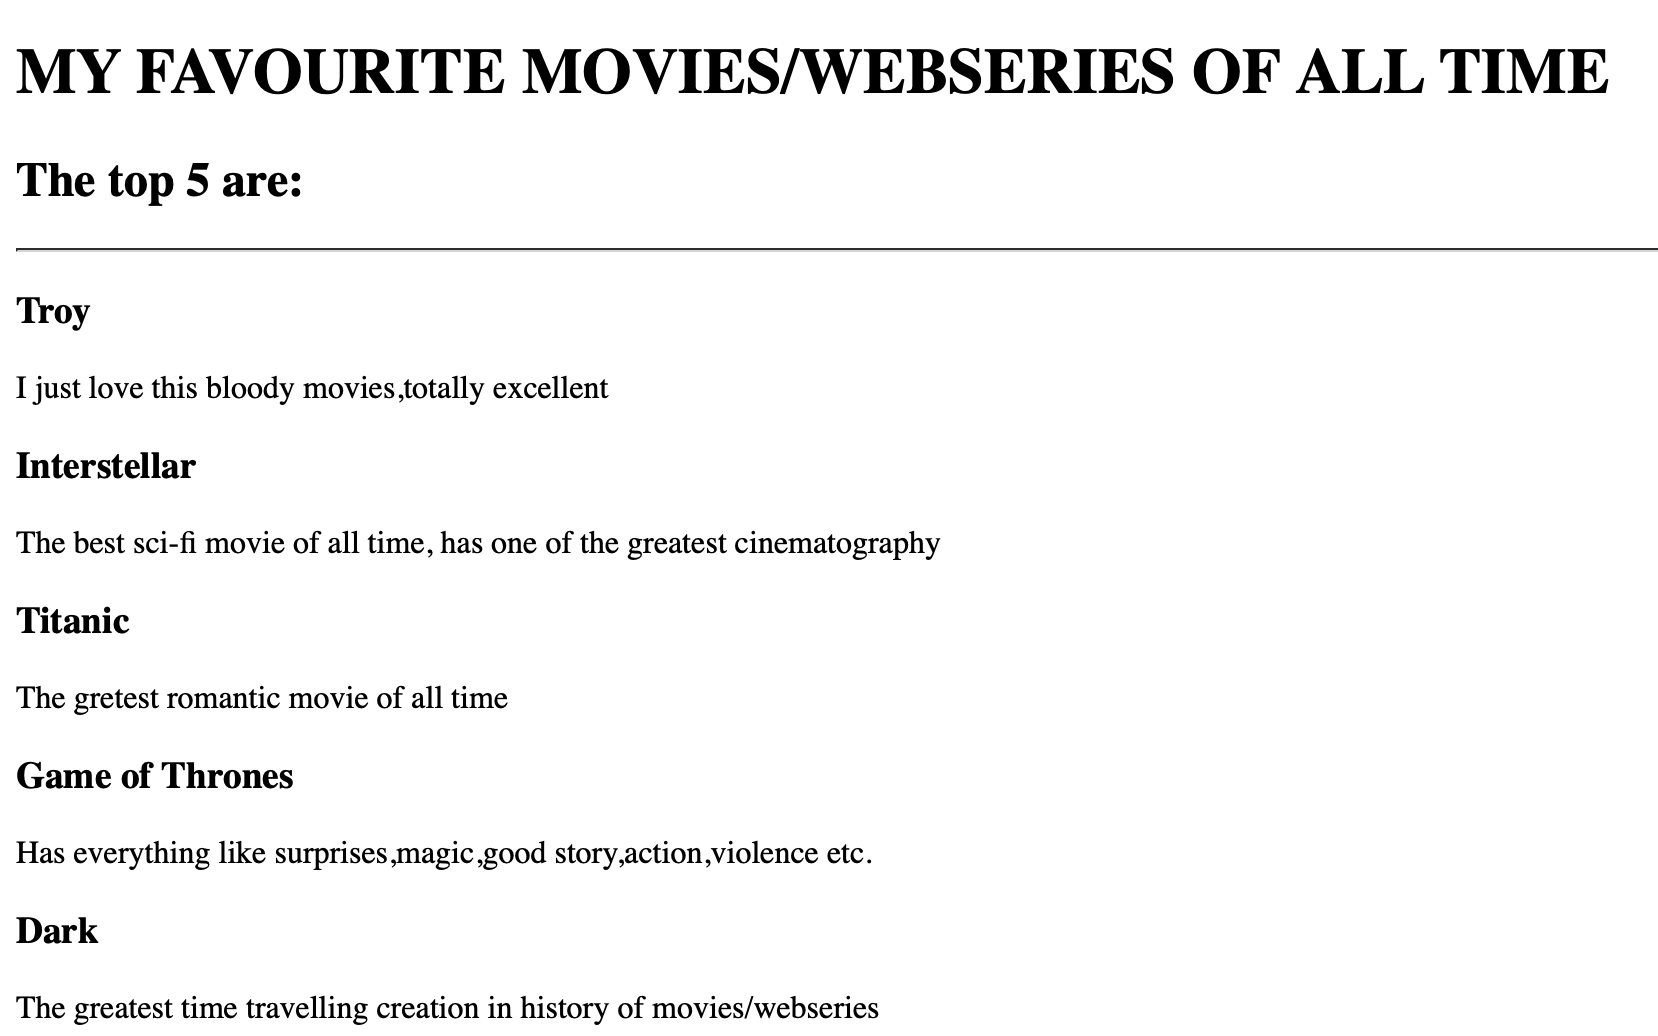 MY FAVOURITE MOVIES/WEBSERIES OF ALL TIME
The top 5 are:
Troy
I just love this bloody movies,totally excellent
Interstellar
The best sci-fi movie of all time, has one of the greatest cinematography
Titanic
The gretest romantic movie of all time
Game of Thrones
Has everything like surprises,magic,good story,action,violence etc.
Dark
The greatest time travelling creation in history of movies/webseries